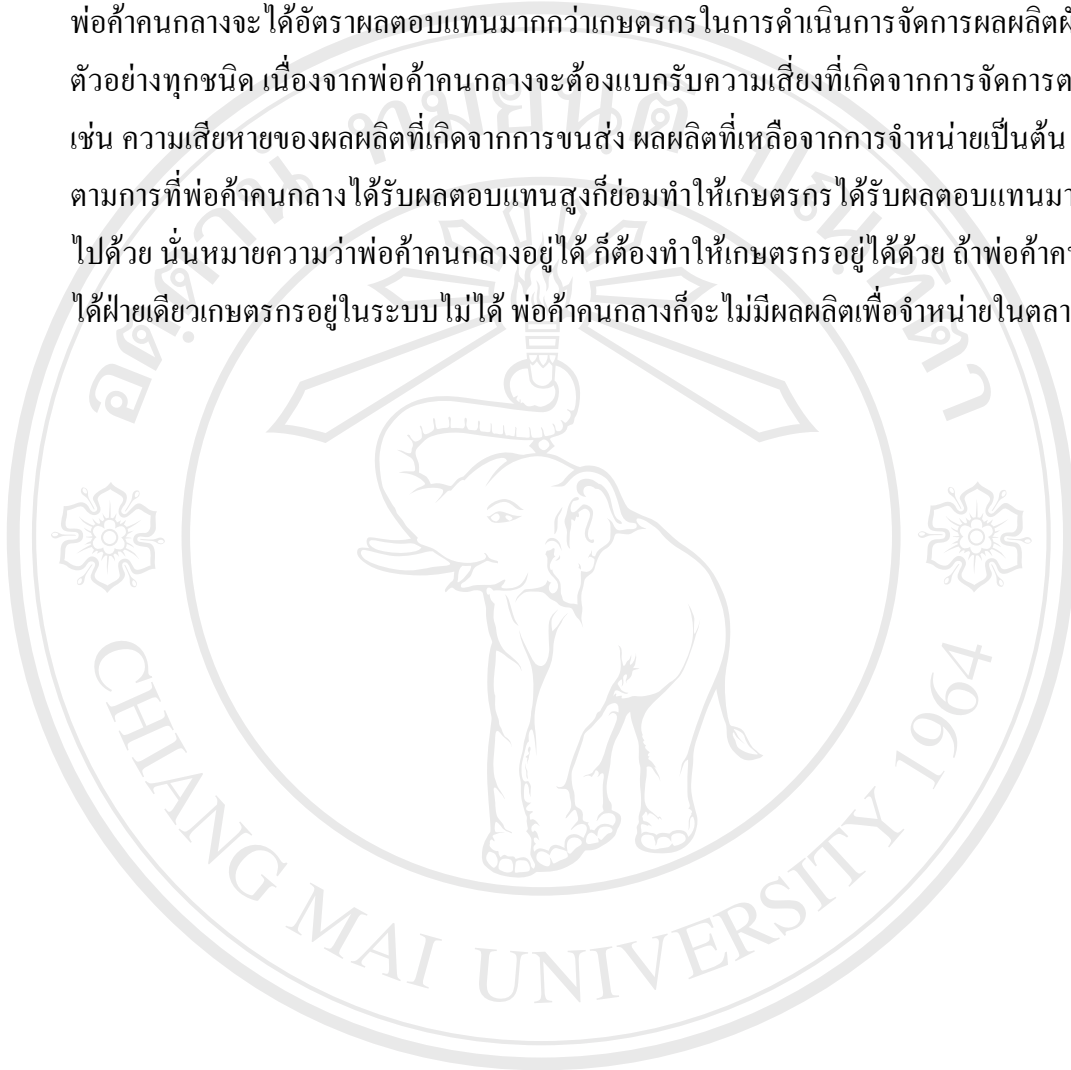 พ่อค้าคนกลางจะได้อัตราผลตอบแทนมากกว่าเกษตรกรในการดำเนินการจัดการผลผลิต
ตัวอย่างทุกชนิด เนื่องจากพ่อค้าคนกลางจะต้องแบกรับความเสี่ยงที่เกิดจากการจัดการ
เช่น ความเสียหายของผลผลิตที่เกิดจากการขนส่ง ผลผลิตที่เหลือจากการจำหน่ายเป็นต้น
ตามการที่พ่อค้าคนกลางได้รับผลตอบแทนสูงก็ย่อมทำให้เกษตรกรได้รับผลตอบแทน
ไปด้วย นั่นหมายความว่าพ่อค้าคนกลางอยู่ได้ ก็ต้องทำให้เกษตรกรอยู่ได้ด้วย ถ้าพ่อค้า
ได้ฝ่ายเดียวเกษตรกรอยู่ในระบบไม่ได้ พ่อค้าคนกลางก็จะไม่มีผลผลิตเพื่อจำหน่ายใน
อตฺตานํ ทมยนฺติ ปณฺฑิตา
CHIANG MAI UNIVERSITY 1964